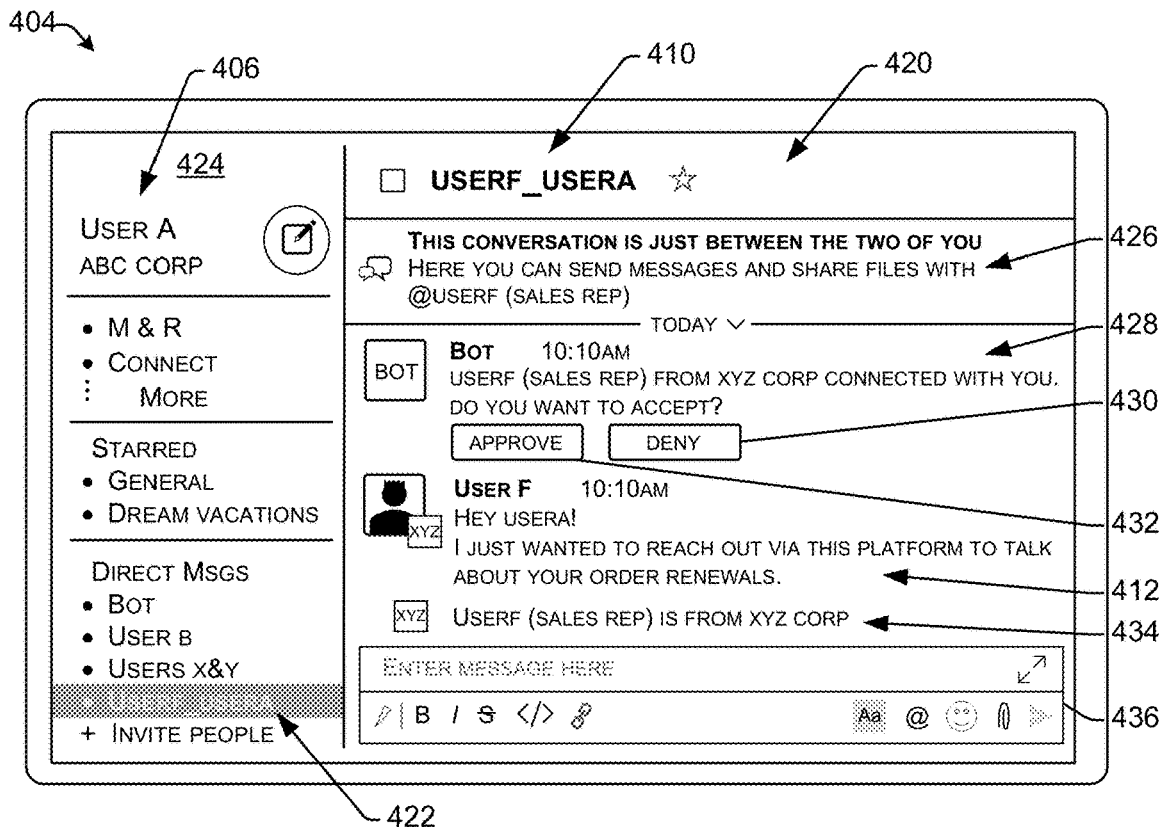 404
406
410
420
424
USERF_USERA
USER A
ABC CORP
THIS CONVERSATION IS JUST BETWEEN THE TWO OF YOU
HERE YOU CAN SEND MESSAGES AND SHARE FILES WITH
@USERF (SALES REP)
426
TODAY
428
• M & R
• CONNECT
MORE
BOT
BOT 10:10AM
USERF (SALES REP) FROM XYZ CORP CONNECTED WITH YOU.
DO YOU WANT TO ACCEPT?
430
APPROVE DENY
STARRED
• GENERAL
• DREAM VACATIONS
USER F 10:10AM
XYZ
HEY USERA!
432
I JUST WANTED TO REACH OUT VIA THIS PLATFORM TO TALK
ABOUT YOUR ORDER RENEWALS.
412
XYZ USERF (SALES REP) IS FROM XYZ CORP
434
DIRECT MSGS
• BOT
• USER B
• USERS X&Y
+ INVITE PEOPLE
ENTER MESSAGE HERE
B I S </> Aa @
436
422